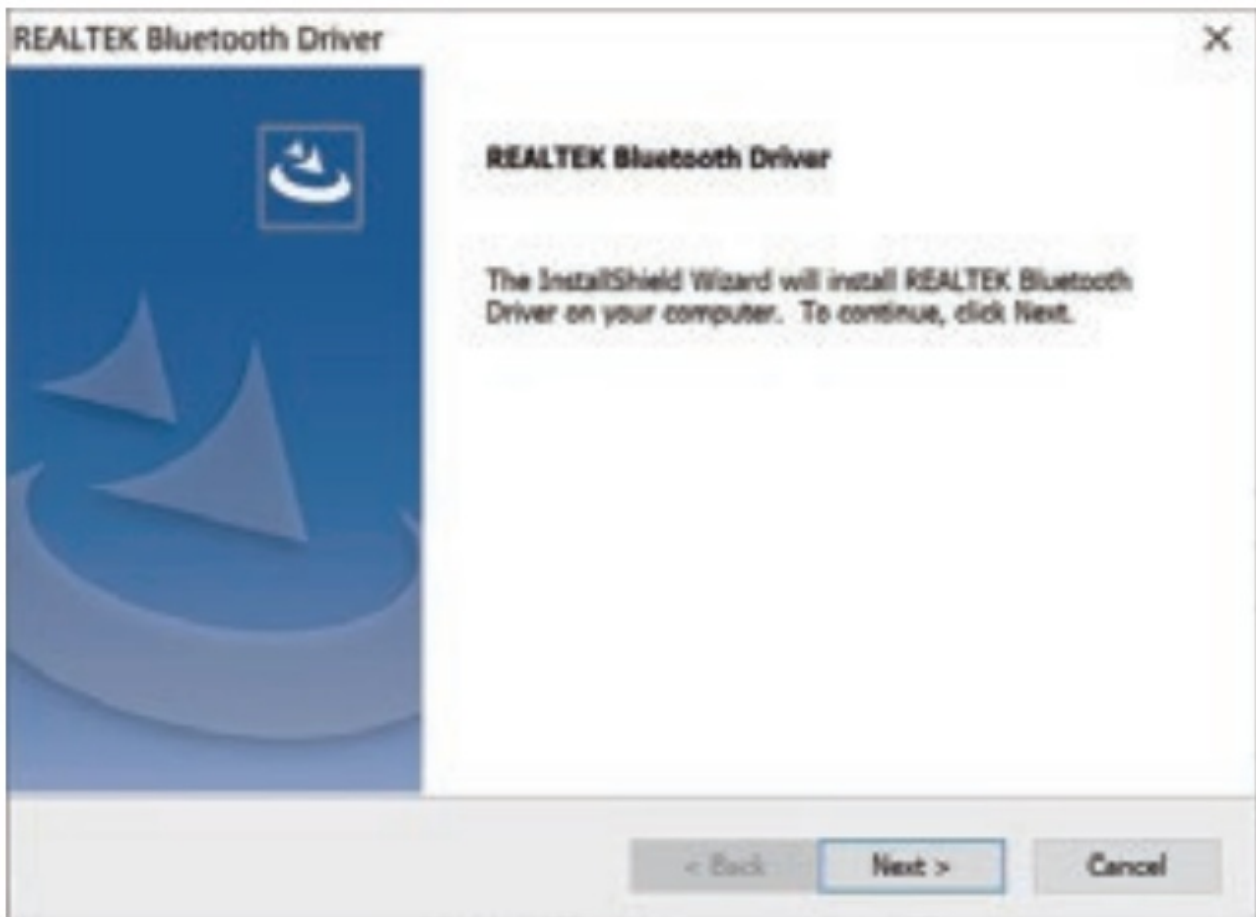 REALTEK Bluetooth Driver
REALTEK Bluetooth Driver
The InstallShield Wizard will install REALTEK Bluetooth
Driver on your computer. To continue, click Next.
< Back
Next >
Cancel